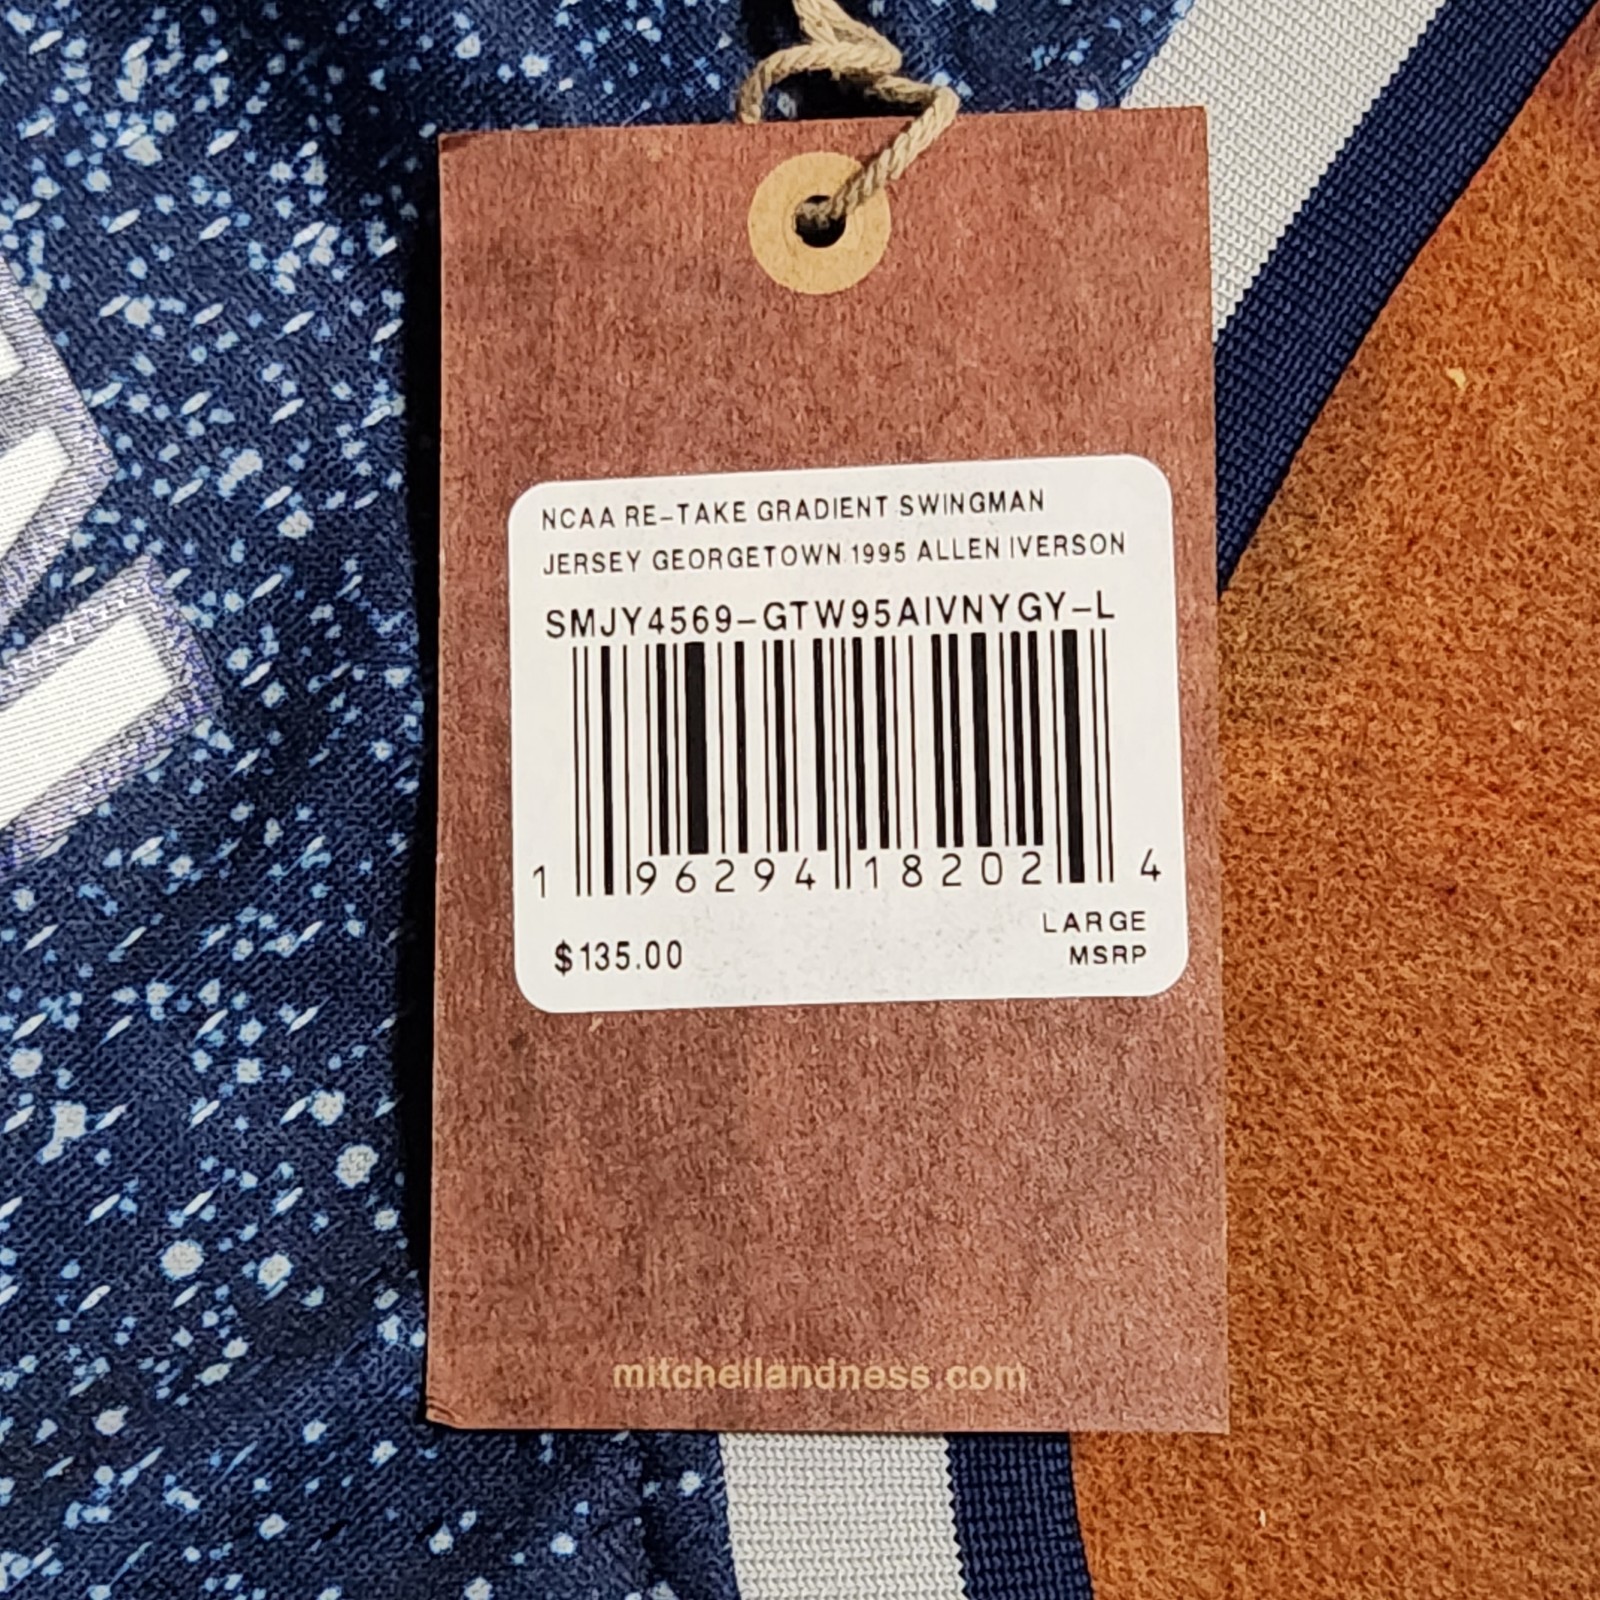 NCAA RE-TAKE GRADIENT SWINGMAN
JERSEY GEORGETOWN 1995 ALLEN IVERSON
SMJY4569-GTW95AIVNYGY-L
1 96294 18202 4
$135.00
LARGE
MSRP
mitchellandness.com